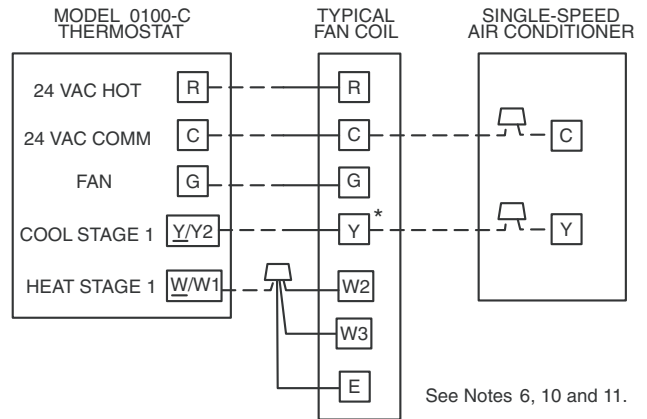 MODEL 0100-C
THERMOSTAT
TYPICAL
FAN COIL
SINGLE-SPEED
AIR CONDITIONER
24 VAC HOT R R
24 VAC COMM C C C
FAN G G
COOL STAGE 1 Y/Y2 Y * Y
HEAT STAGE 1 W/W1 W2
W3
E
See Notes 6, 10 and 11.